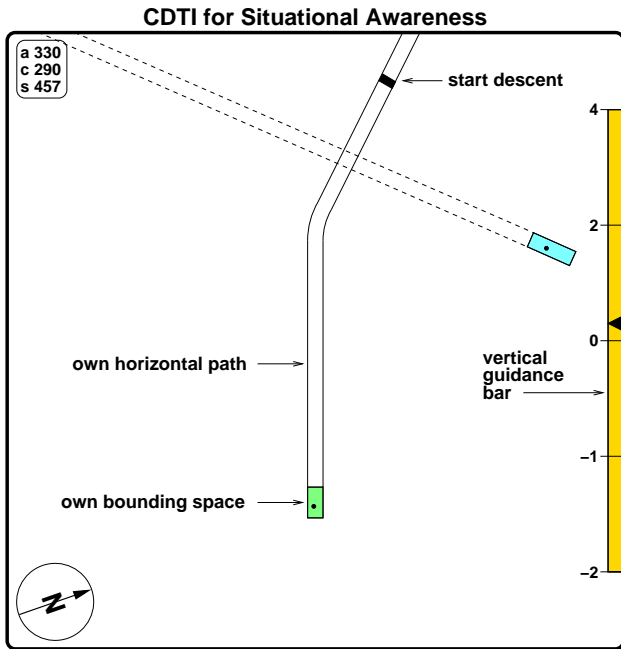 CDTI for Situational Awareness
a 330
c 290
s 457
start descent
4
2
0
–1
–2
own horizontal path
vertical
guidance
bar
own bounding space
N